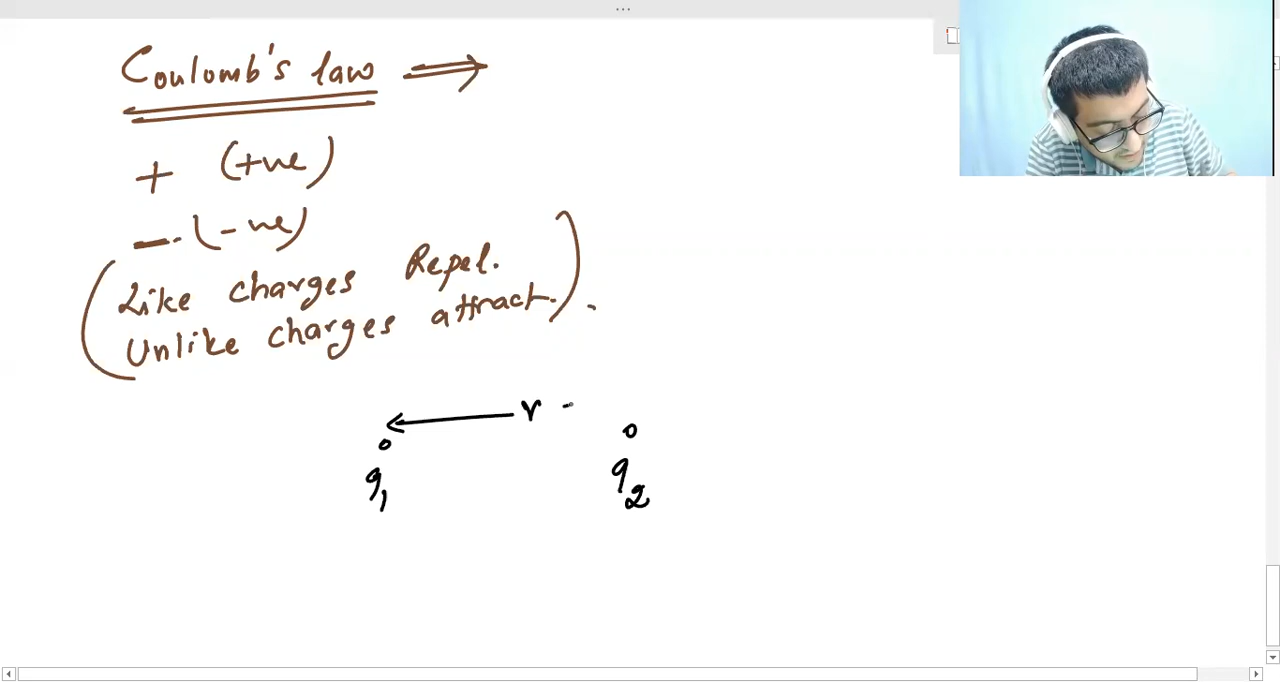 Coulomb's law ⇒
+ (+ve)
- (-ve)
(Like charges Repel.
Unlike charges attract.).
r
q1 q2